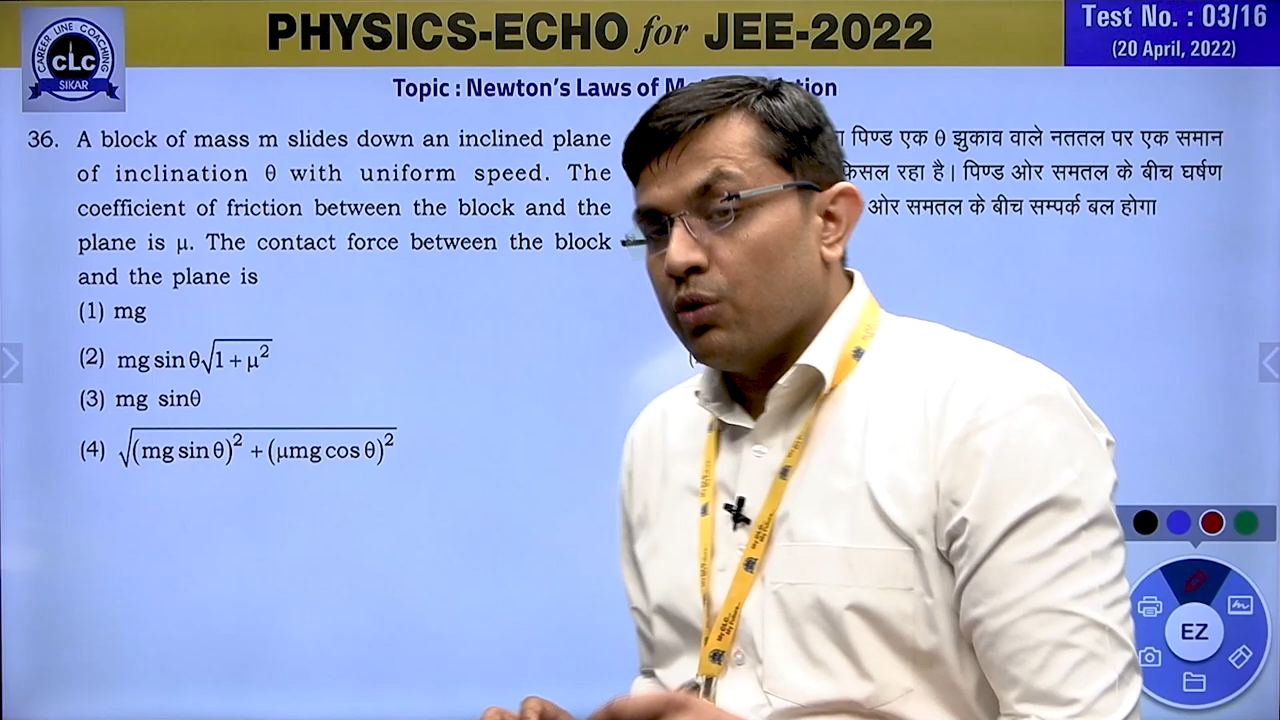 PHYSICS-ECHO for JEE-2022
Test No. : 03/16
(20 April, 2022)
CAREER LINE COACHING
CLC
SIKAR
Topic : Newton's Laws of
36. A block of mass m slides down an inclined plane
of inclination θ with uniform speed. The
coefficient of friction between the block and the
plane is μ. The contact force between the block
and the plane is
(1) mg
(2) mg sin θ√(1 + μ²)
(3) mg sinθ
(4) √((mg sin θ)² + (μmg cos θ)²)
पिण्ड एक θ झुकाव वाले नततल पर एक समान
फिसल रहा है। पिण्ड ओर समतल के बीच घर्षण
ओर समतल के बीच सम्पर्क बल होगा
EZ